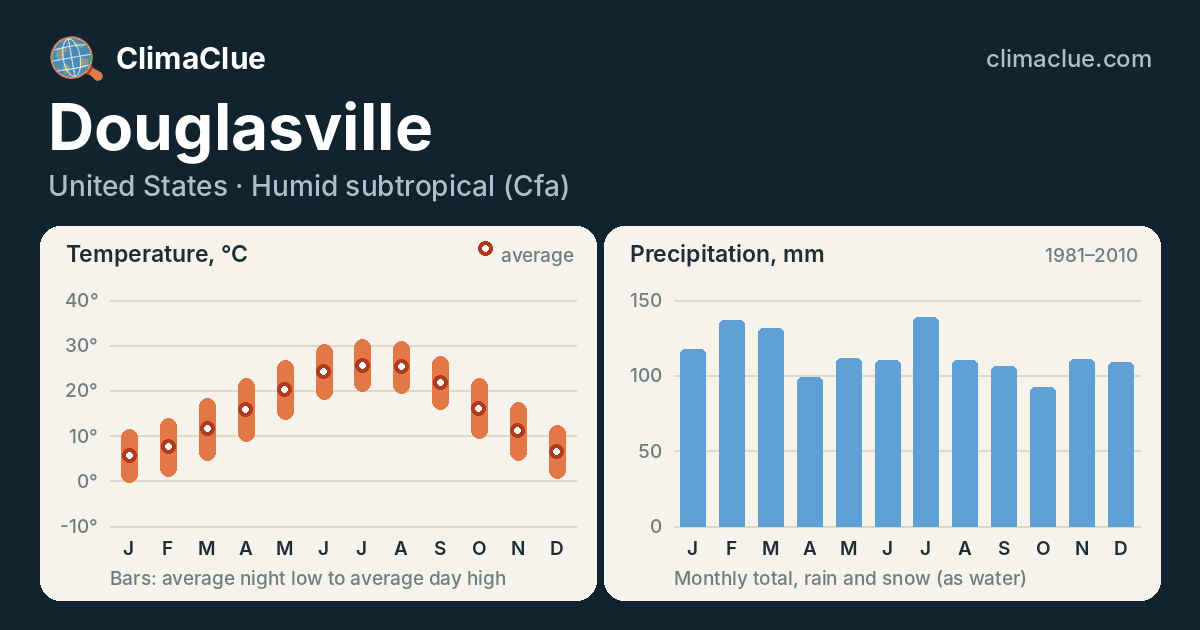 ClimaClue
climaclue.com
Douglasville
United States · Humid subtropical (Cfa)
Temperature, °C
average
40°
30°
20°
10°
0°
-10°
J F M A M J J A S O N D
Bars: average night low to average day high
Precipitation, mm
1981–2010
150
100
50
0
J F M A M J J A S O N D
Monthly total, rain and snow (as water)